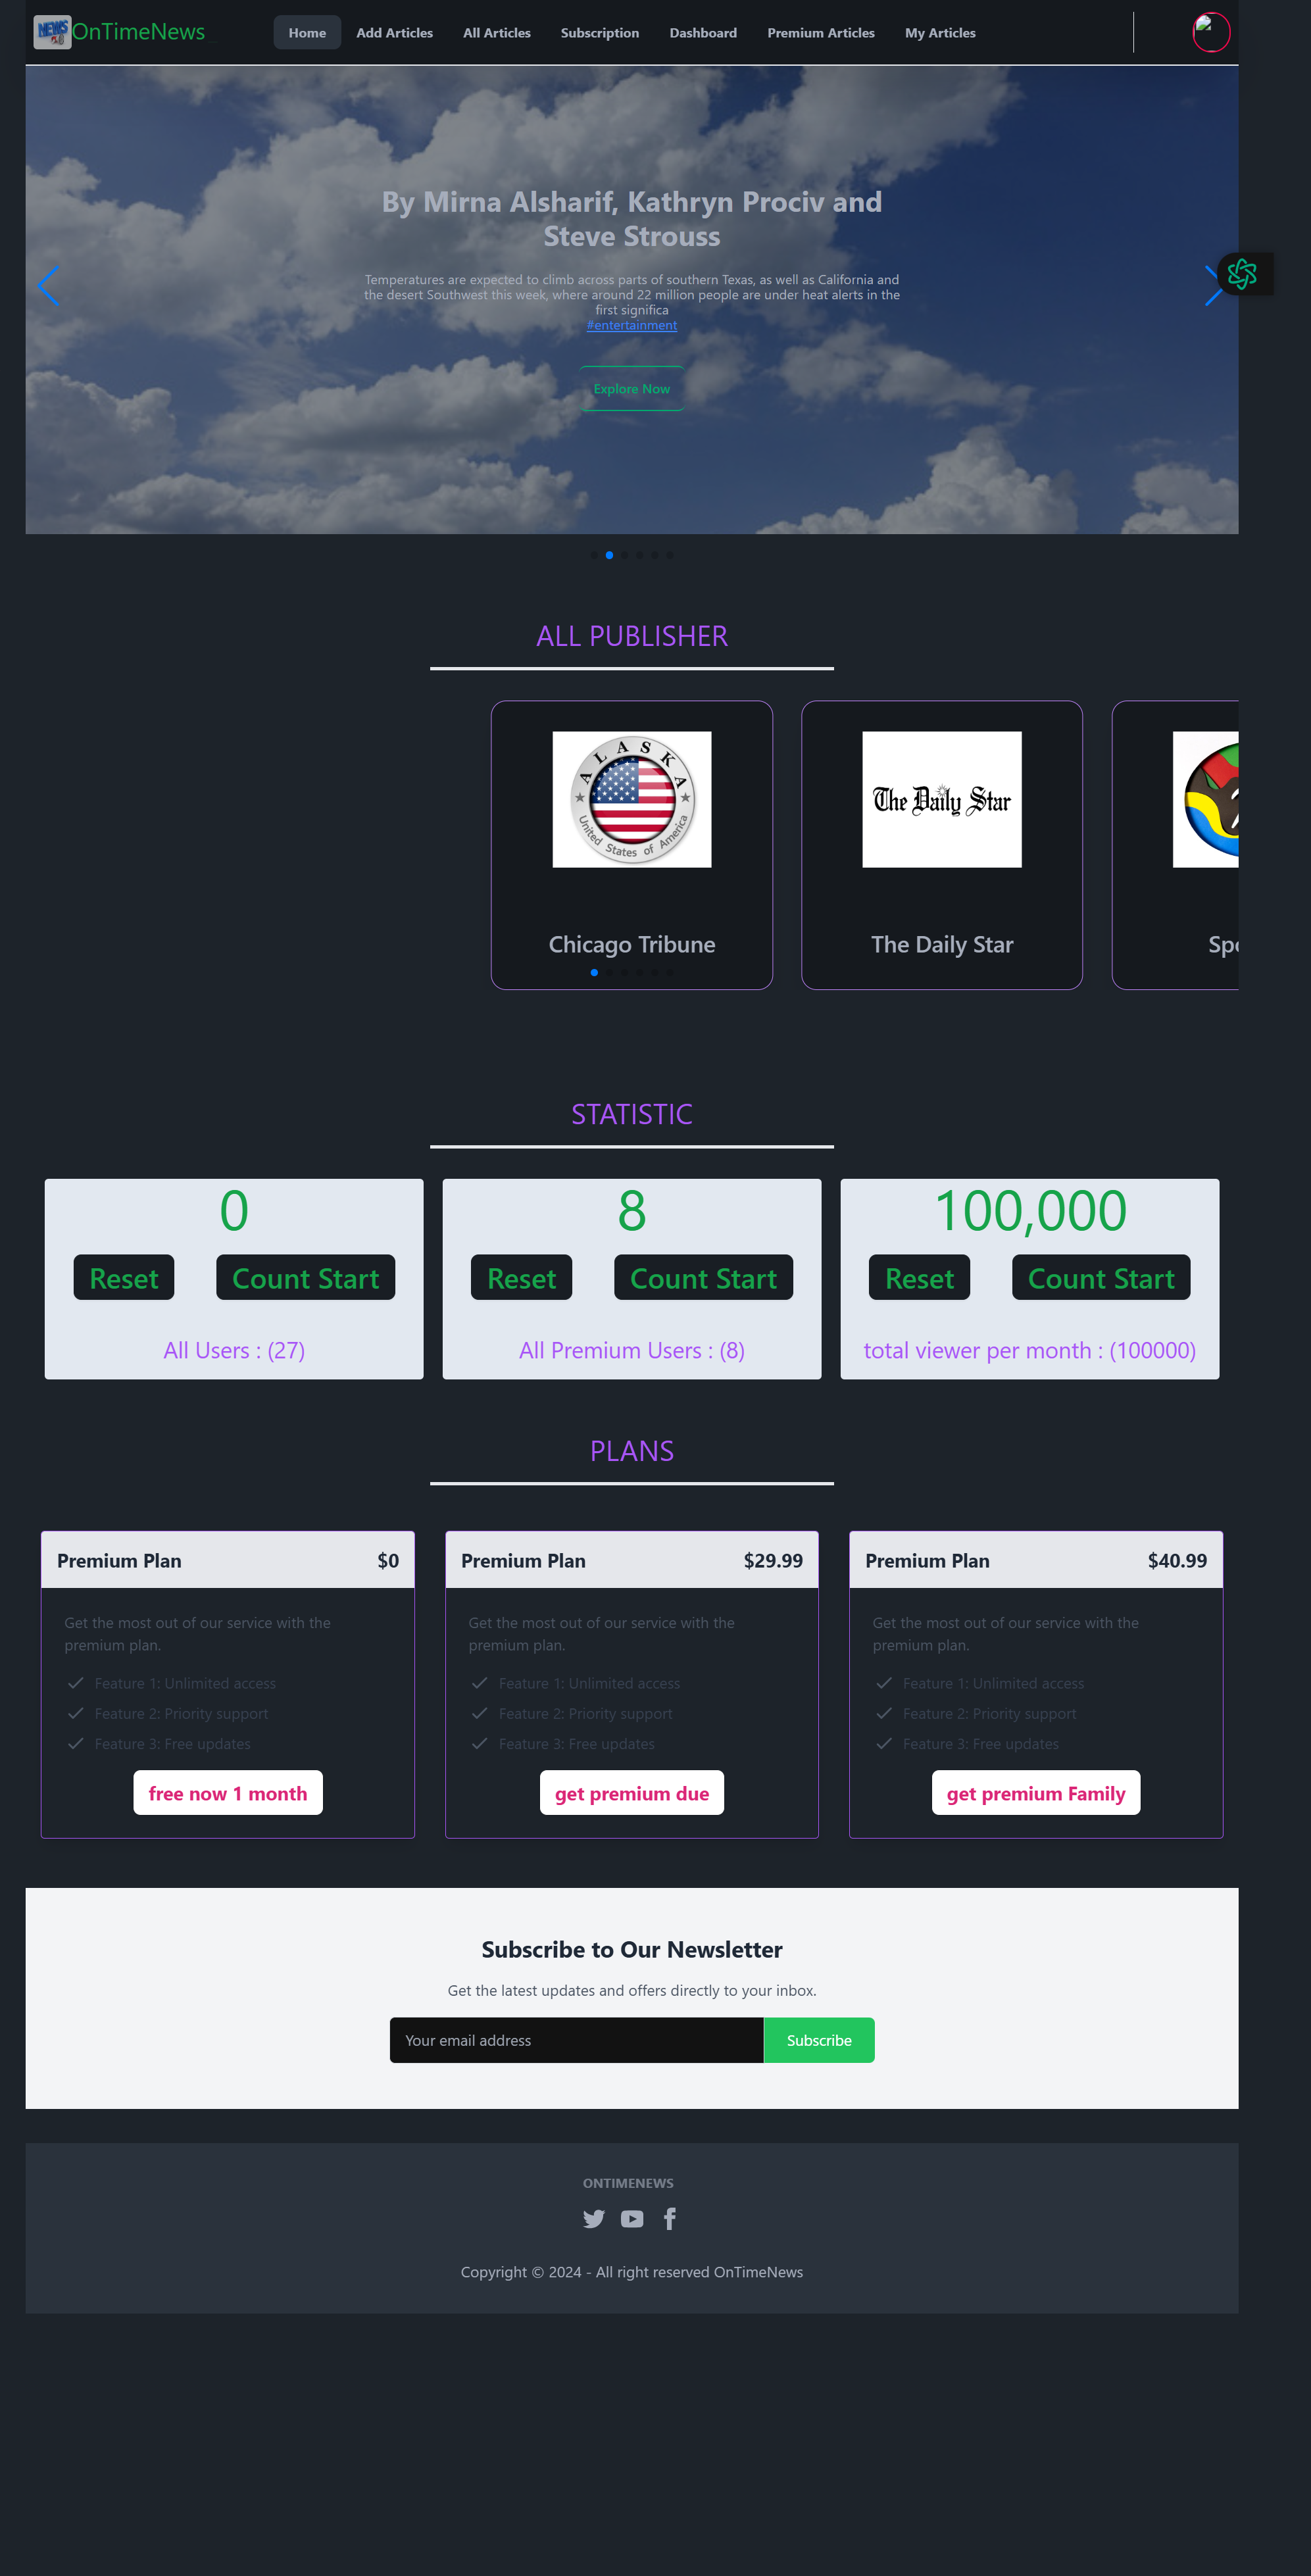 NEWS
OnTimeNews
Home Add Articles All Articles Subscription Dashboard Premium Articles My Articles
By Mirna Alsharif, Kathryn Prociv and
Steve Strouss
Temperatures are expected to climb across parts of southern Texas, as well as California and
the desert Southwest this week, where around 22 million people are under heat alerts in the
first significa
#entertainment
Explore Now
ALL PUBLISHER
ALASKA
United States of America
The Daily Star
Chicago Tribune
The Daily Star
Spo
STATISTIC
0
8
100,000
Reset Count Start
Reset Count Start
Reset Count Start
All Users : (27)
All Premium Users : (8)
total viewer per month : (100000)
PLANS
Premium Plan $0
Get the most out of our service with the
premium plan.
Feature 1: Unlimited access
Feature 2: Priority support
Feature 3: Free updates
free now 1 month
Premium Plan $29.99
Get the most out of our service with the
premium plan.
Feature 1: Unlimited access
Feature 2: Priority support
Feature 3: Free updates
get premium due
Premium Plan $40.99
Get the most out of our service with the
premium plan.
Feature 1: Unlimited access
Feature 2: Priority support
Feature 3: Free updates
get premium Family
Subscribe to Our Newsletter
Get the latest updates and offers directly to your inbox.
Your email address Subscribe
ONTIMENEWS
Copyright © 2024 - All right reserved OnTimeNews